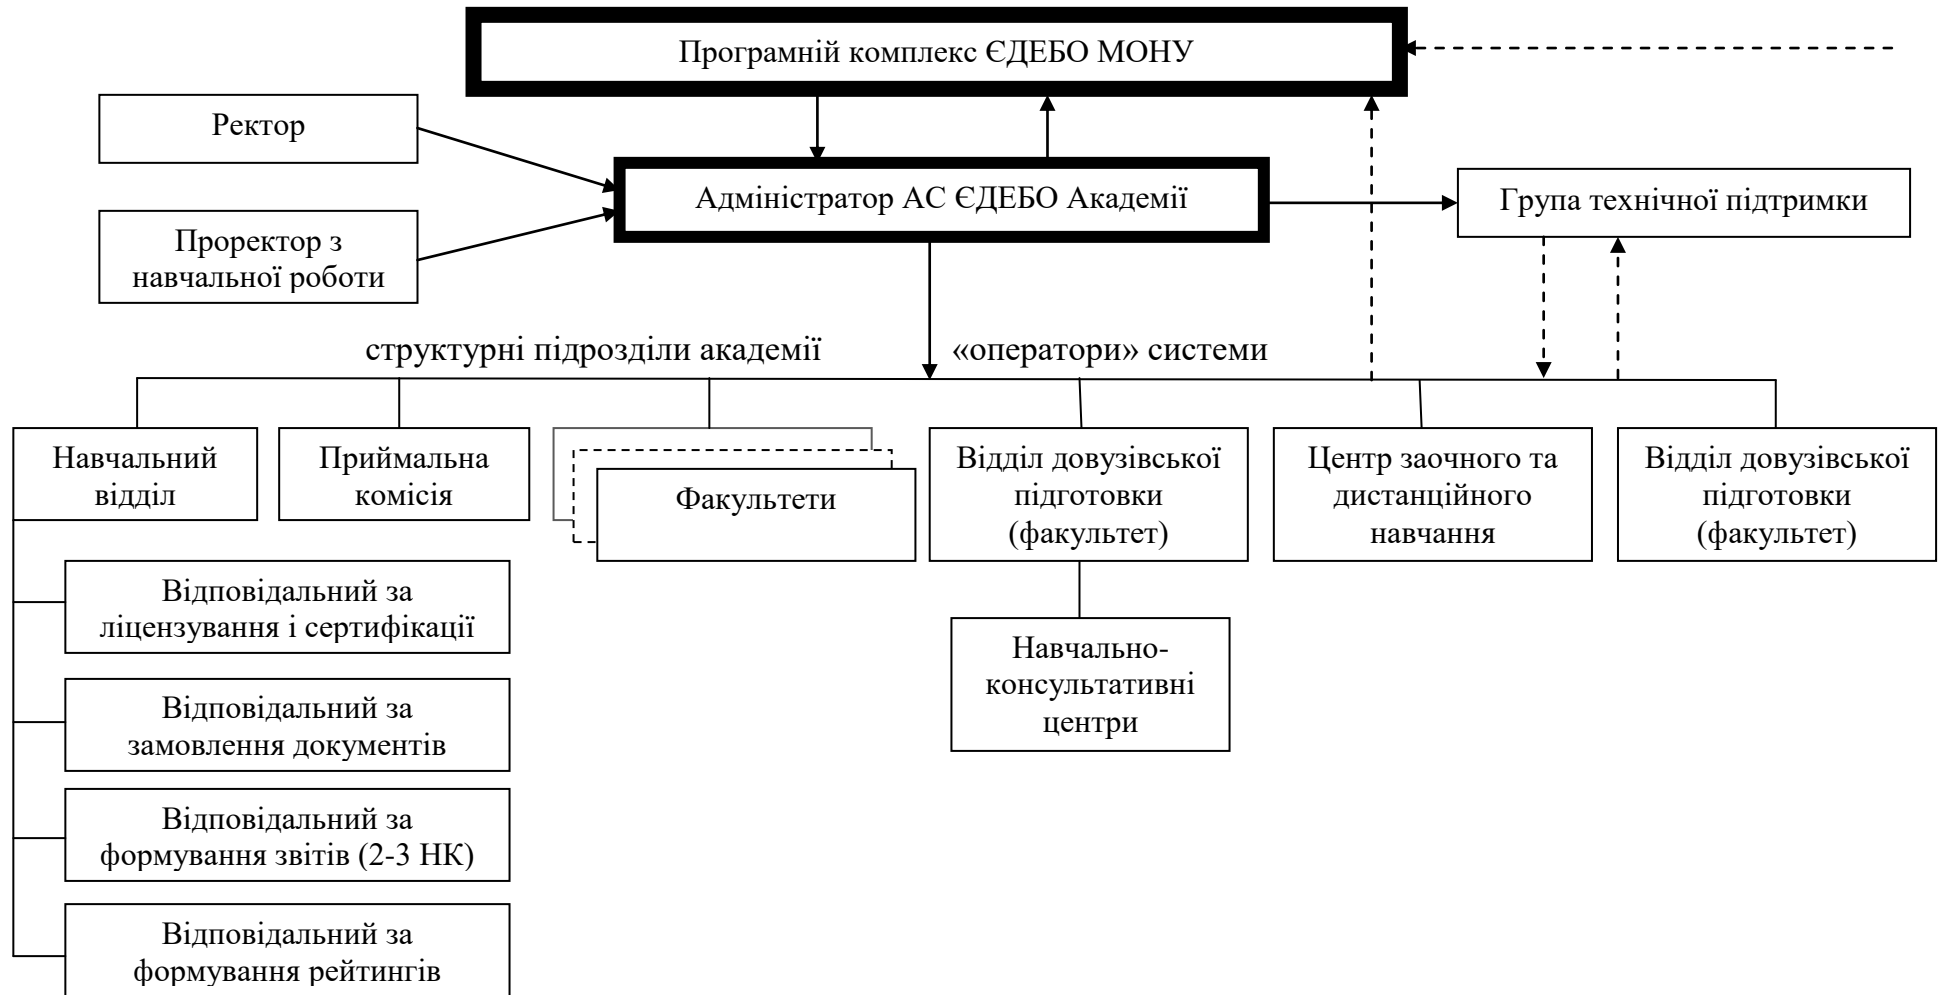 Програмній комплекс ЄДЕБО МОНУ
Ректор
Адміністратор АС ЄДЕБО Академії
Група технічної підтримки
Проректор з
навчальної роботи
структурні підрозділи академії
«оператори» системи
Навчальний
відділ
Приймальна
комісія
Факультети
Відділ довузівської
підготовки
(факультет)
Центр заочного та
дистанційного
навчання
Відділ довузівської
підготовки
(факультет)
Відповідальний за
ліцензування і сертифікації
Відповідальний за
замовлення документів
Відповідальний за
формування звітів (2-3 НК)
Відповідальний за
формування рейтингів
Навчально-
консультативні
центри